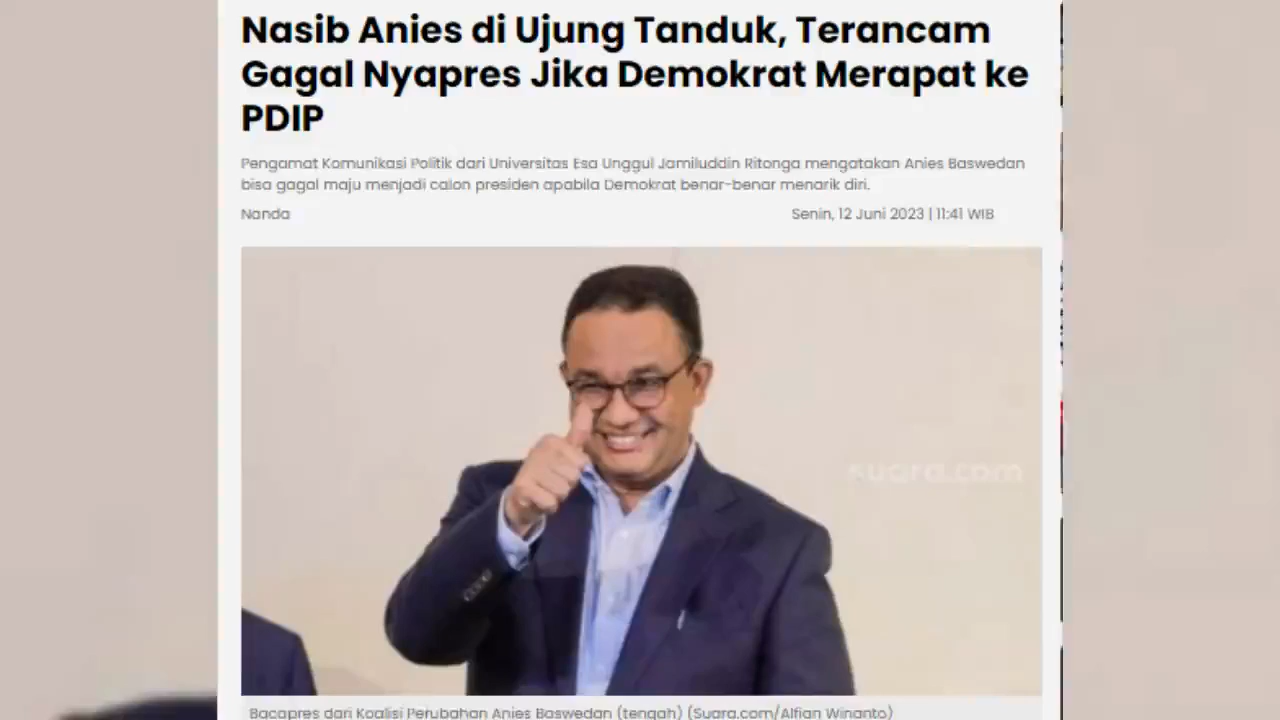 Nasib Anies di Ujung Tanduk, Terancam
Gagal Nyapres Jika Demokrat Merapat ke
PDIP
Pengamat Komunikasi Politik dari Universitas Esa Unggul Jamiluddin Ritonga mengatakan Anies Baswedan
bisa gagal maju menjadi calon presiden apabila Demokrat benar-benar menarik diri.
Nanda
Senin, 12 Juni 2023 | 11:41 WIB
suara.com
Bacapres dari Koalisi Perubahan Anies Baswedan (tengah) (Suara.com/Alfian Winanto)